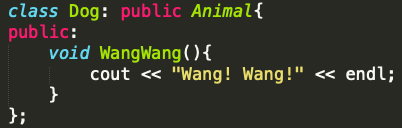 class Dog: public Animal{
public:
    void WangWang(){
        cout << "Wang! Wang!" << endl;
    }
};